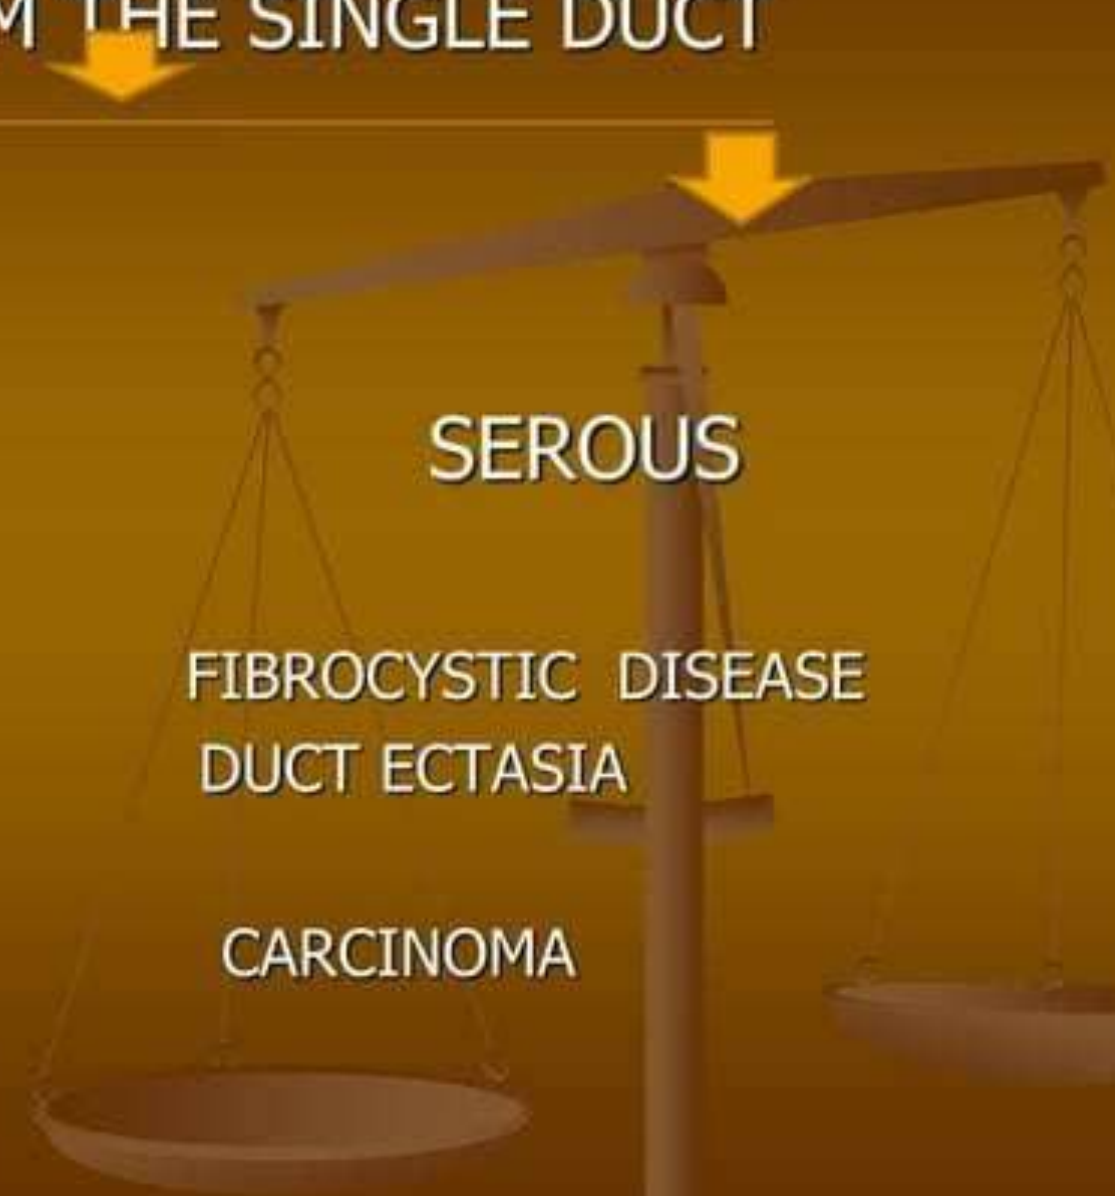 THE SINGLE DUCT
SEROUS
FIBROCYSTIC DISEASE
DUCT ECTASIA
CARCINOMA